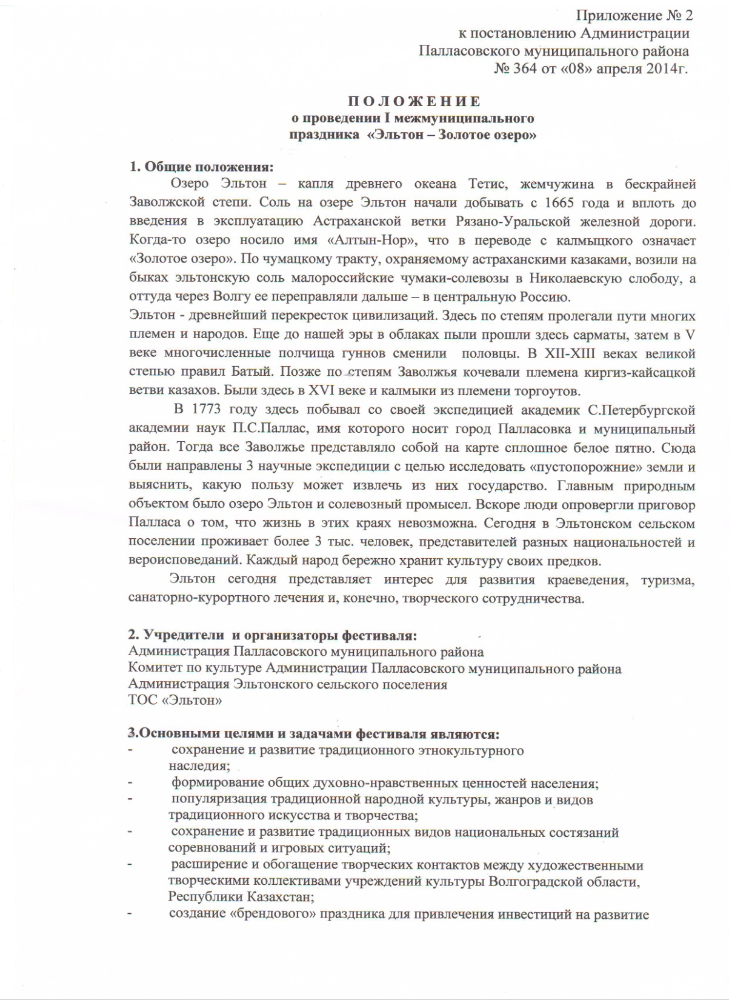 Приложение № 2
к постановлению Администрации
Палласовского муниципального района
№ 364 от «08» апреля 2014г.
П О Л О Ж Е Н И Е
о проведении I межмуниципального
праздника «Эльтон – Золотое озеро»
1. Общие положения:
Озеро Эльтон – капля древнего океана Тетис, жемчужина в бескрайней
Заволжской степи. Соль на озере Эльтон начали добывать с 1665 года и вплоть до
введения в эксплуатацию Астраханской ветки Рязано-Уральской железной дороги.
Когда-то озеро носило имя «Алтын-Нор», что в переводе с калмыцкого означает
«Золотое озеро». По чумацкому тракту, охраняемому астраханскими казаками, возили на
быках эльтонскую соль малороссийские чумаки-солевозы в Николаевскую слободу, а
оттуда через Волгу ее переправляли дальше – в центральную Россию.
Эльтон - древнейший перекресток цивилизаций. Здесь по степям пролегали пути многих
племен и народов. Еще до нашей эры в облаках пыли прошли здесь сарматы, затем в V
веке многочисленные полчища гуннов сменили половцы. В XII-XIII веках великой
степью правил Батый. Позже по степям Заволжья кочевали племена киргиз-кайсацкой
ветви казахов. Были здесь в XVI веке и калмыки из племени торгоутов.
В 1773 году здесь побывал со своей экспедицией академик С.Петербургской
академии наук П.С.Паллас, имя которого носит город Палласовка и муниципальный
район. Тогда все Заволжье представляло собой на карте сплошное белое пятно. Сюда
были направлены 3 научные экспедиции с целью исследовать «пустопорожние» земли и
выяснить, какую пользу может извлечь из них государство. Главным природным
объектом было озеро Эльтон и солевозный промысел. Вскоре люди опровергли приговор
Палласа о том, что жизнь в этих краях невозможна. Сегодня в Эльтонском сельском
поселении проживает более 3 тыс. человек, представителей разных национальностей и
вероисповеданий. Каждый народ бережно хранит культуру своих предков.
Эльтон сегодня представляет интерес для развития краеведения, туризма,
санаторно-курортного лечения и, конечно, творческого сотрудничества.
2. Учредители и организаторы фестиваля:
Администрация Палласовского муниципального района
Комитет по культуре Администрации Палласовского муниципального района
Администрация Эльтонского сельского поселения
ТОС «Эльтон»
3.Основными целями и задачами фестиваля являются:
- сохранение и развитие традиционного этнокультурного
наследия;
- формирование общих духовно-нравственных ценностей населения;
- популяризация традиционной народной культуры, жанров и видов
традиционного искусства и творчества;
- сохранение и развитие традиционных видов национальных состязаний
соревнований и игровых ситуаций;
- расширение и обогащение творческих контактов между художественными
творческими коллективами учреждений культуры Волгоградской области,
Республики Казахстан;
- создание «брендового» праздника для привлечения инвестиций на развитие